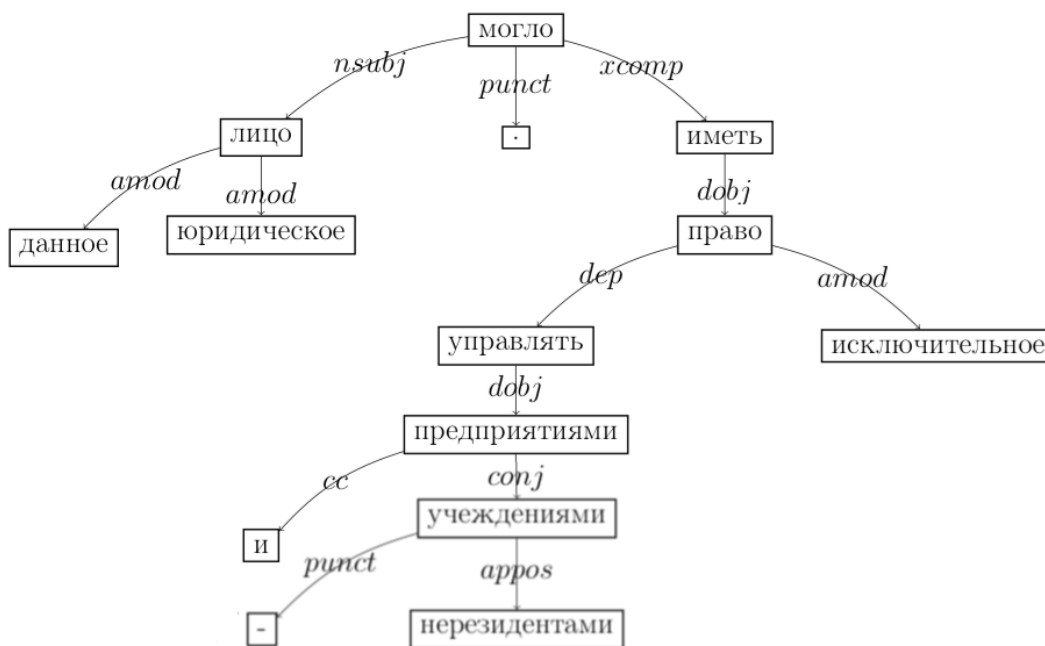 могло
nsubj punct xcomp
лицо . иметь
amod amod dobj
данное юридическое право
dep amod
управлять исключительное
dobj
предприятиями
cc conj
и учеждениями
punct appos
- нерезидентами